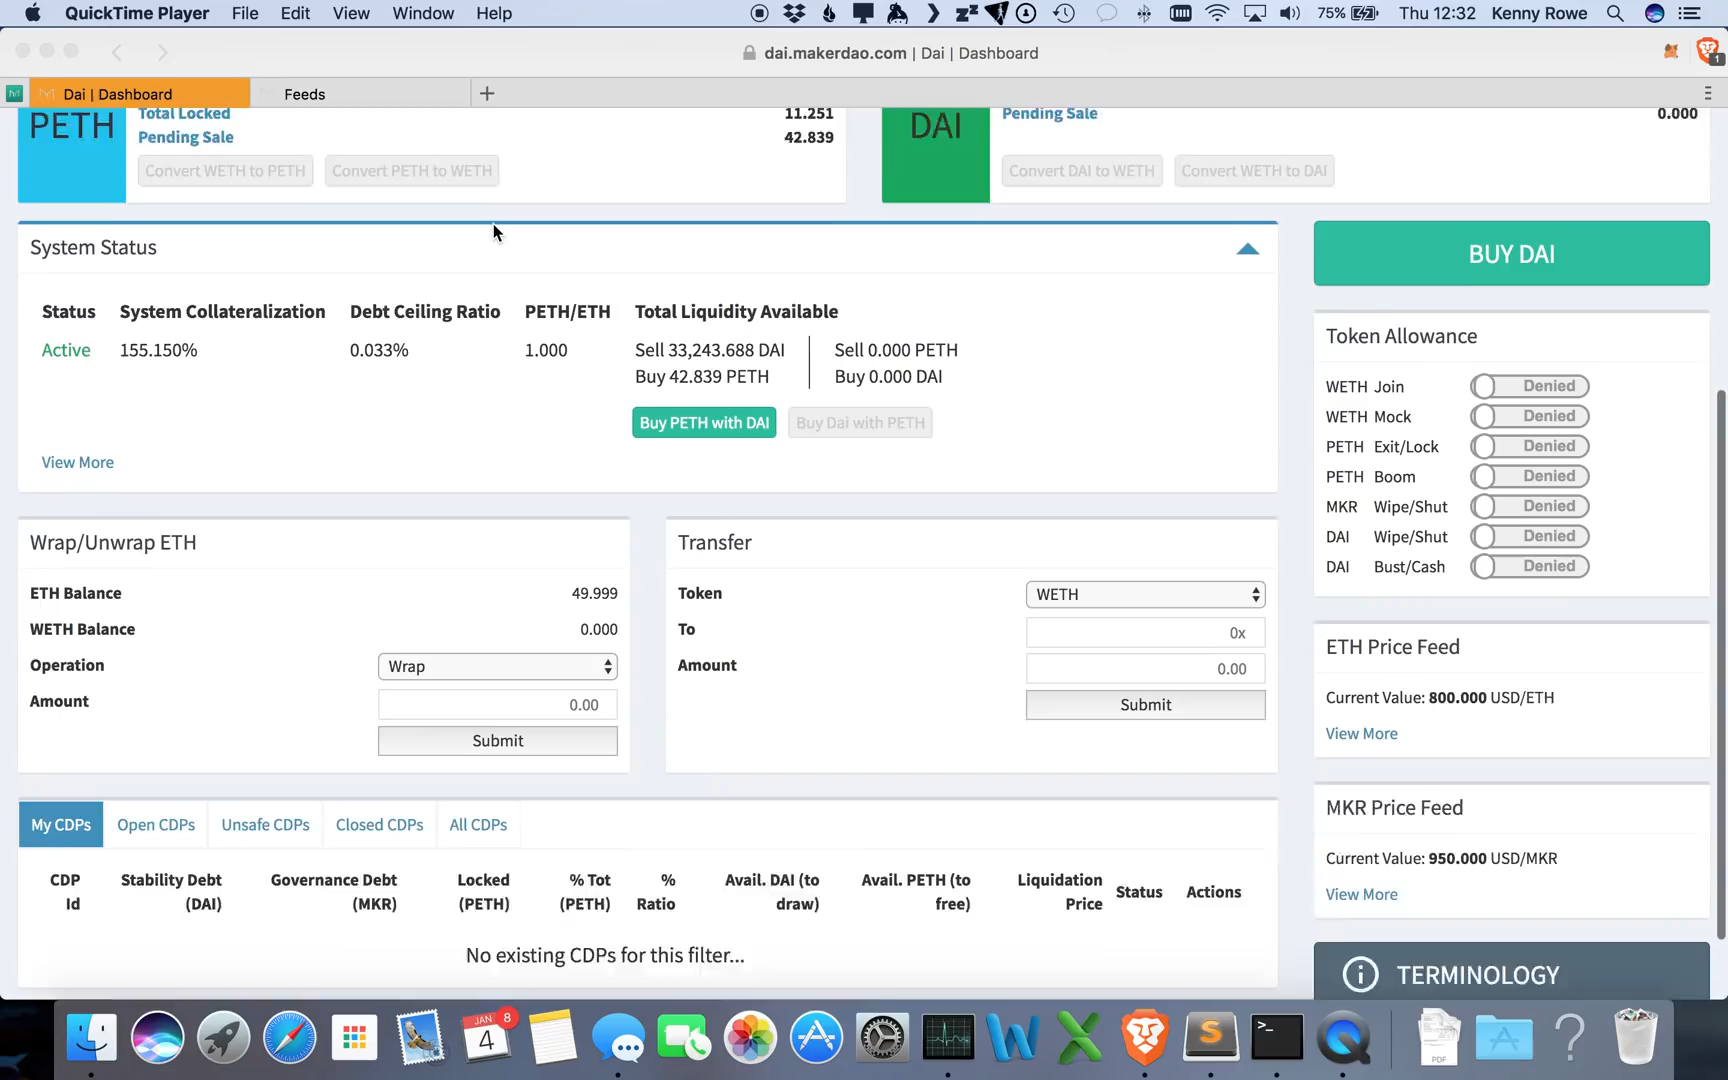 QuickTime Player File Edit View Window Help 75% Thu 12:32 Kenny Rowe
dai.makerdao.com | Dai | Dashboard
1
Dai | Dashboard
Feeds
PETH
Total Locked 11.251
Pending Sale 42.839
Convert WETH to PETH
Convert PETH to WETH
DAI
Pending Sale 0.000
Convert DAI to WETH
Convert WETH to DAI
System Status
Status System Collateralization Debt Ceiling Ratio PETH/ETH Total Liquidity Available
Active 155.150% 0.033% 1.000 Sell 33,243.688 DAI Sell 0.000 PETH
Buy 42.839 PETH Buy 0.000 DAI
Buy PETH with DAI
Buy Dai with PETH
View More
BUY DAI
Token Allowance
WETH Join Denied
WETH Mock Denied
PETH Exit/Lock Denied
PETH Boom Denied
MKR Wipe/Shut Denied
DAI Wipe/Shut Denied
DAI Bust/Cash Denied
Wrap/Unwrap ETH
ETH Balance 49.999
WETH Balance 0.000
Operation Wrap
Amount 0.00
Submit
Transfer
Token WETH
To 0x
Amount 0.00
Submit
ETH Price Feed
Current Value: 800.000 USD/ETH
View More
MKR Price Feed
Current Value: 950.000 USD/MKR
View More
TERMINOLOGY
My CDPs Open CDPs Unsafe CDPs Closed CDPs All CDPs
CDP Stability Debt Governance Debt Locked % Tot % Avail. DAI (to Avail. PETH (to Liquidation Status Actions
Id (DAI) (MKR) (PETH) (PETH) Ratio draw) free) Price
No existing CDPs for this filter...
JAN 8
4
PDF